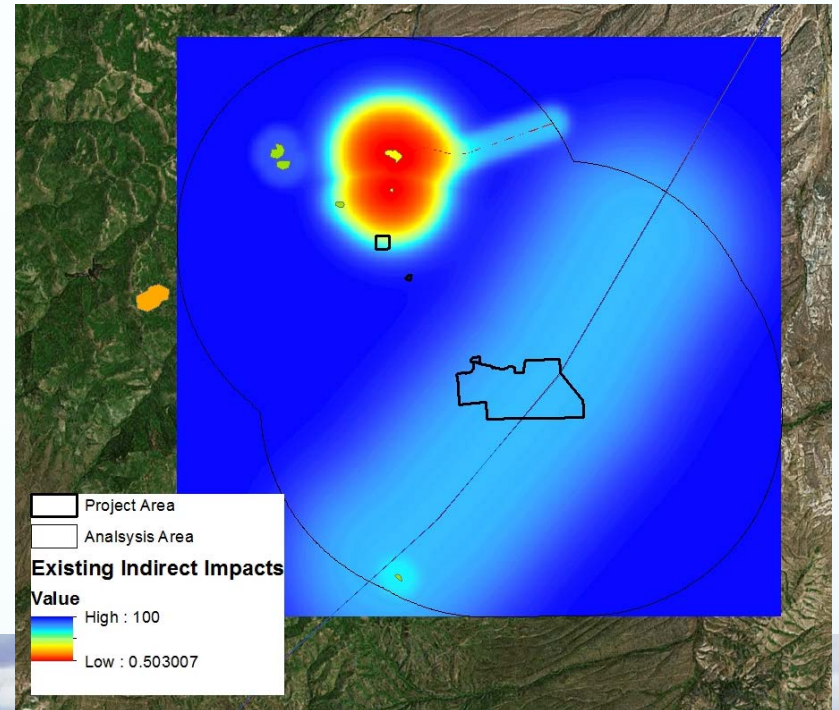 Project Area
Analsysis Area
Existing Indirect Impacts
Value
High : 100
Low : 0.503007